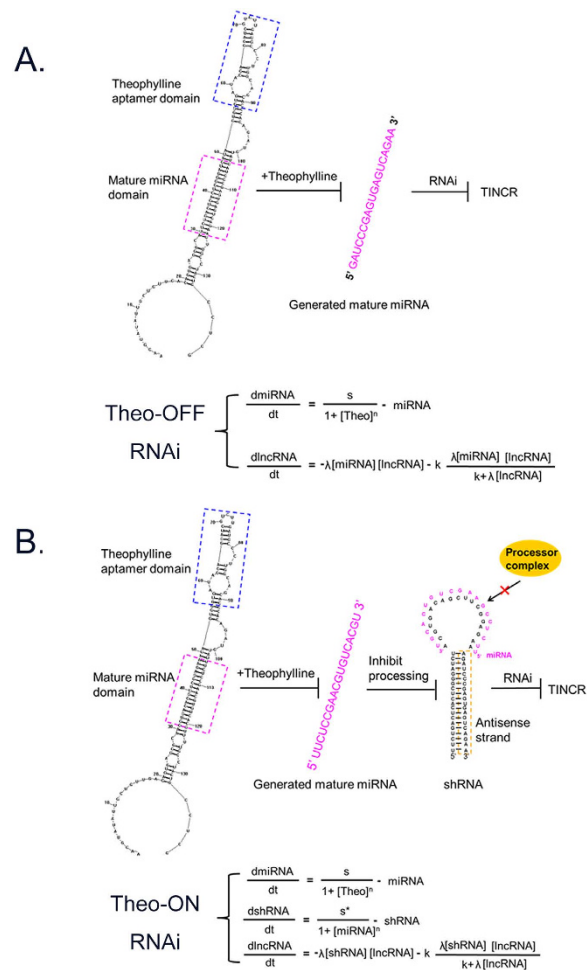 A.
Theophylline
aptamer domain
Mature miRNA
domain
+Theophylline
5' GAUCCCGAGUGAGUCAGAA 3'
Generated mature miRNA
RNAi
TINCR
Theo-OFF
RNAi
dmiRNA/dt = s/1+ [Theo]ⁿ - miRNA
dlncRNA/dt = -λ[miRNA] [lncRNA] - k λ[miRNA] [lncRNA]/k+λ[lncRNA]
B.
Theophylline
aptamer domain
Mature miRNA
domain
+Theophylline
5' UUCUCCGAACGUGUCACGU 3'
Generated mature miRNA
Inhibit
processing
Processor
complex
miRNA
Antisense
strand
shRNA
RNAi
TINCR
Theo-ON
RNAi
dmiRNA/dt = s/1+ [Theo]ⁿ - miRNA
dshRNA/dt = s*/1+ [miRNA]ⁿ - shRNA
dlncRNA/dt = -λ[shRNA] [lncRNA] - k λ[shRNA] [lncRNA]/k+λ[lncRNA]